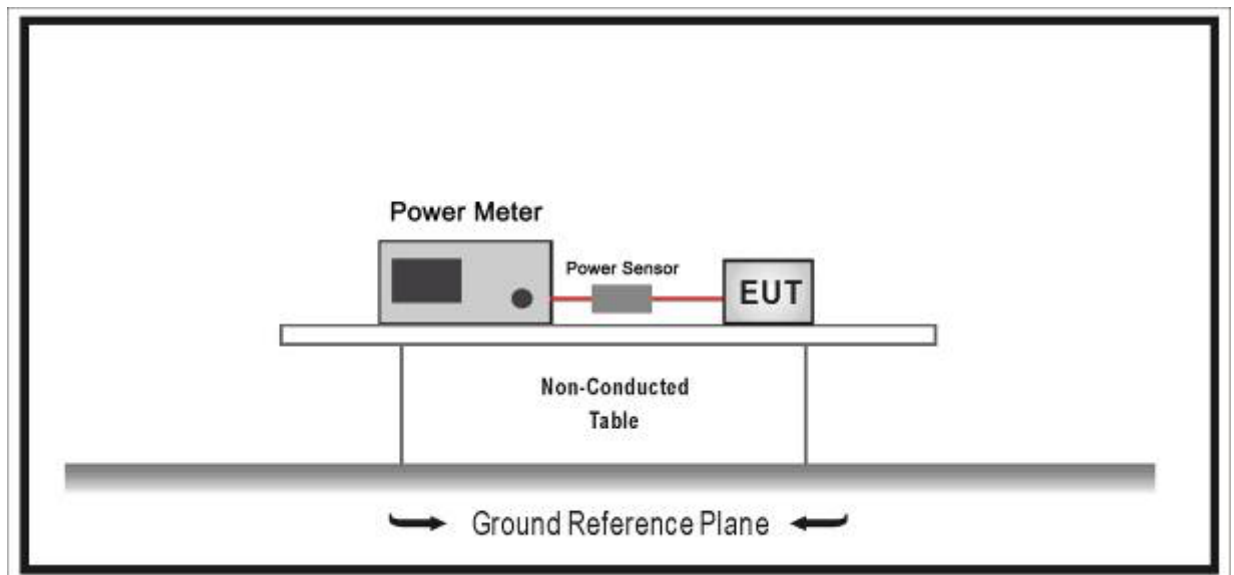 Power Meter
Power Sensor
EUT
Non-Conducted
Table
Ground Reference Plane